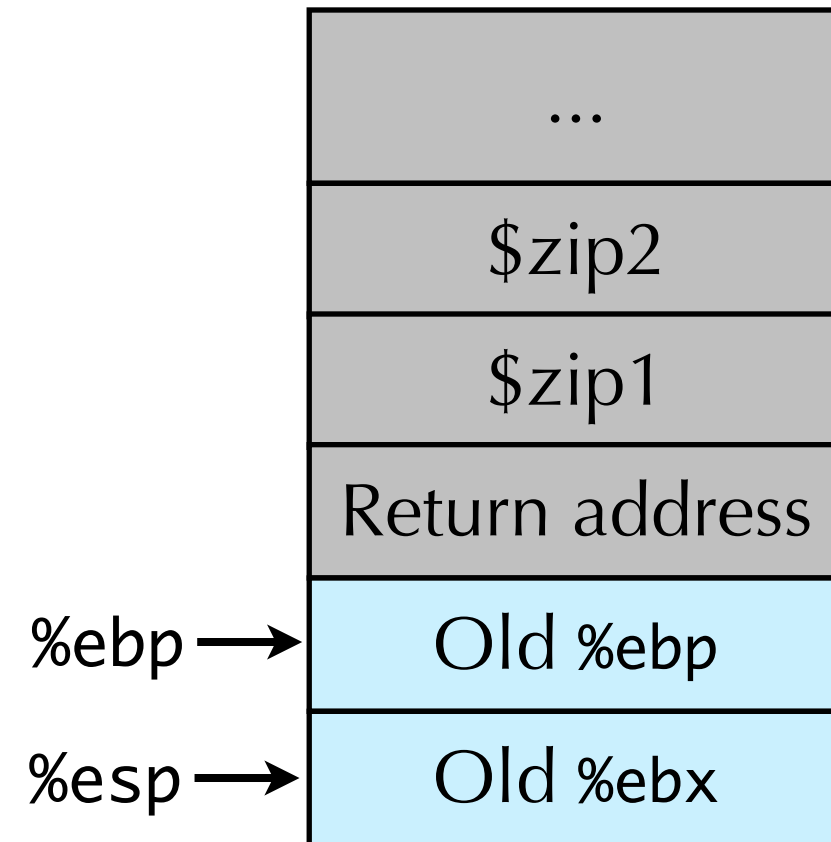 ...
$zip2
$zip1
Return address
%ebp Old %ebp
%esp Old %ebx